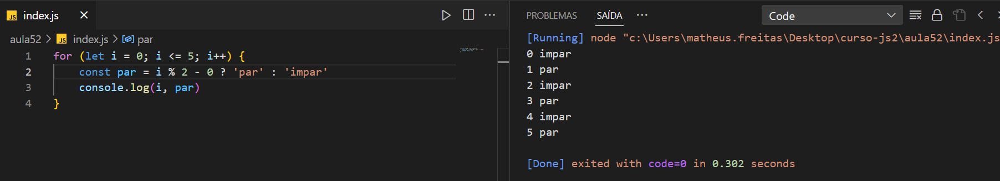 JS index.js ×
aula52 > JS index.js > par
1 for (let i = 0; i <= 5; i++) {
2 const par = i % 2 - 0 ? 'par' : 'impar'
3 console.log(i, par)
4 }
PROBLEMAS SAÍDA ··· Code
[Running] node "c:\Users\matheus.freitas\Desktop\curso-js2\aula52\index.js
0 impar
1 par
2 impar
3 par
4 impar
5 par
[Done] exited with code=0 in 0.302 seconds